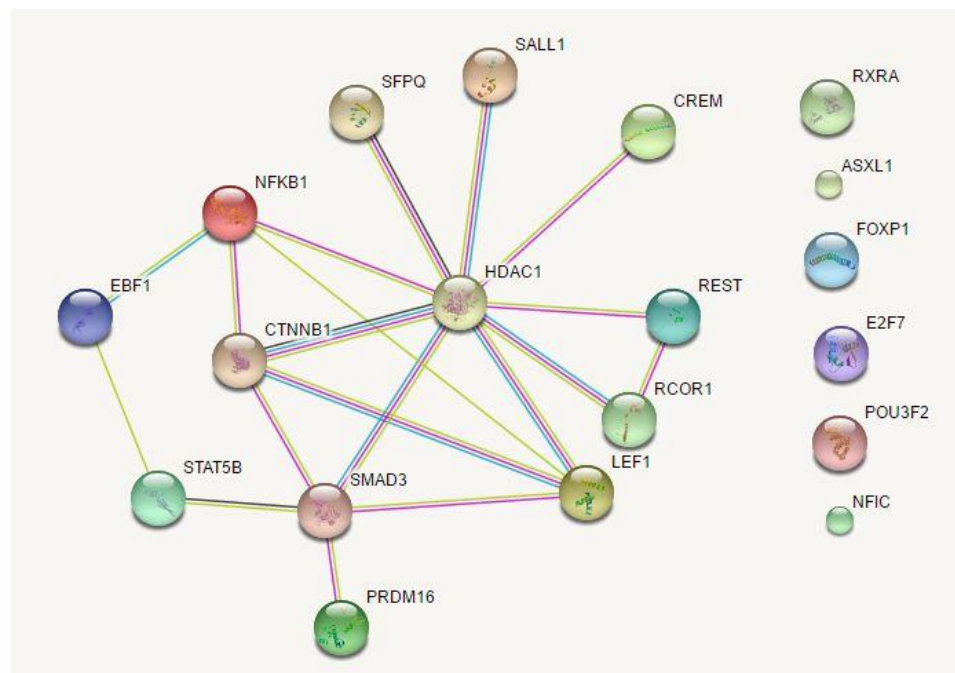 SALL1
SFPQ
RXRA
CREM
ASXL1
NFKB1
FOXP1
HDAC1
REST
EBF1
E2F7
CTNNB1
RCOR1
POU3F2
LEF1
STAT5B
SMAD3
NFIC
PRDM16